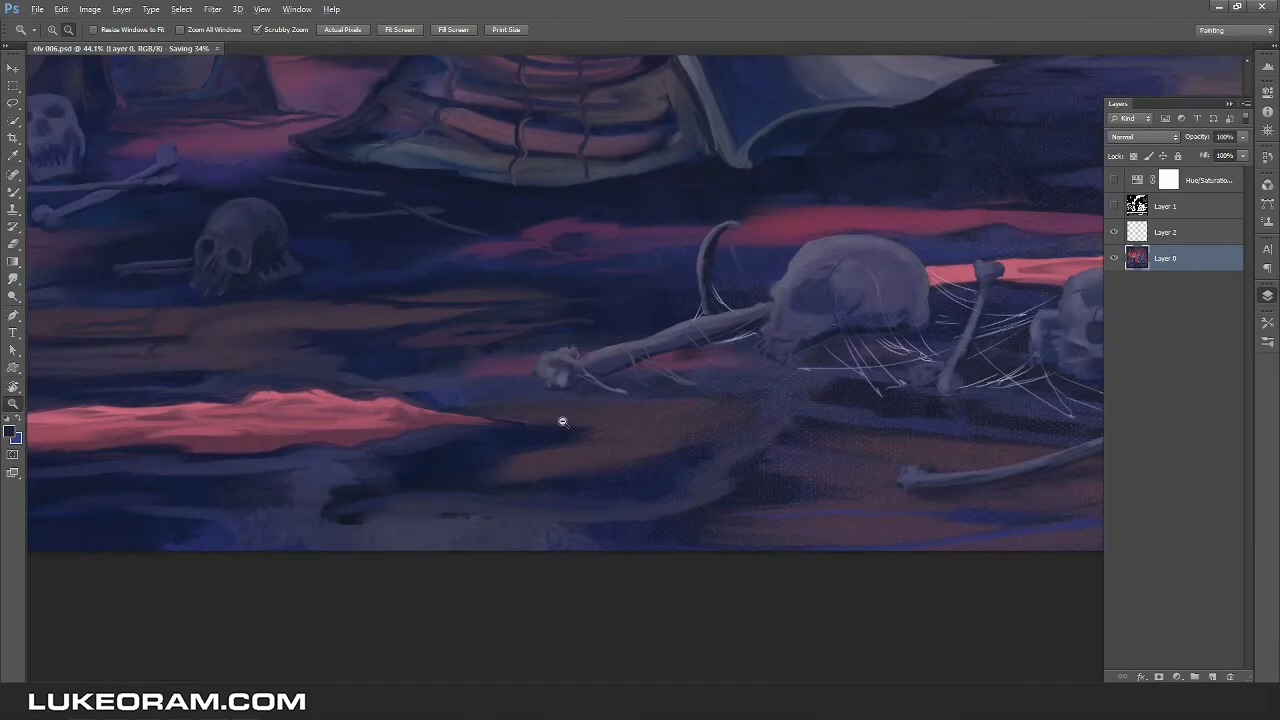 Ps File Edit Image Layer Type Select Filter 3D View Window Help
Resize Windows to Fit Zoom All Windows Scrubby Zoom Actual Pixels Fit Screen Fill Screen Print Size Painting
elv 006.psd @ 44.1% (Layer 0, RGB/8) - Saving 34% ×
Layers
Kind
Normal Opacity: 100%
Lock: Fill: 100%
Hue/Saturatio...
Layer 1
Layer 2
Layer 0
LUKEORAM.COM